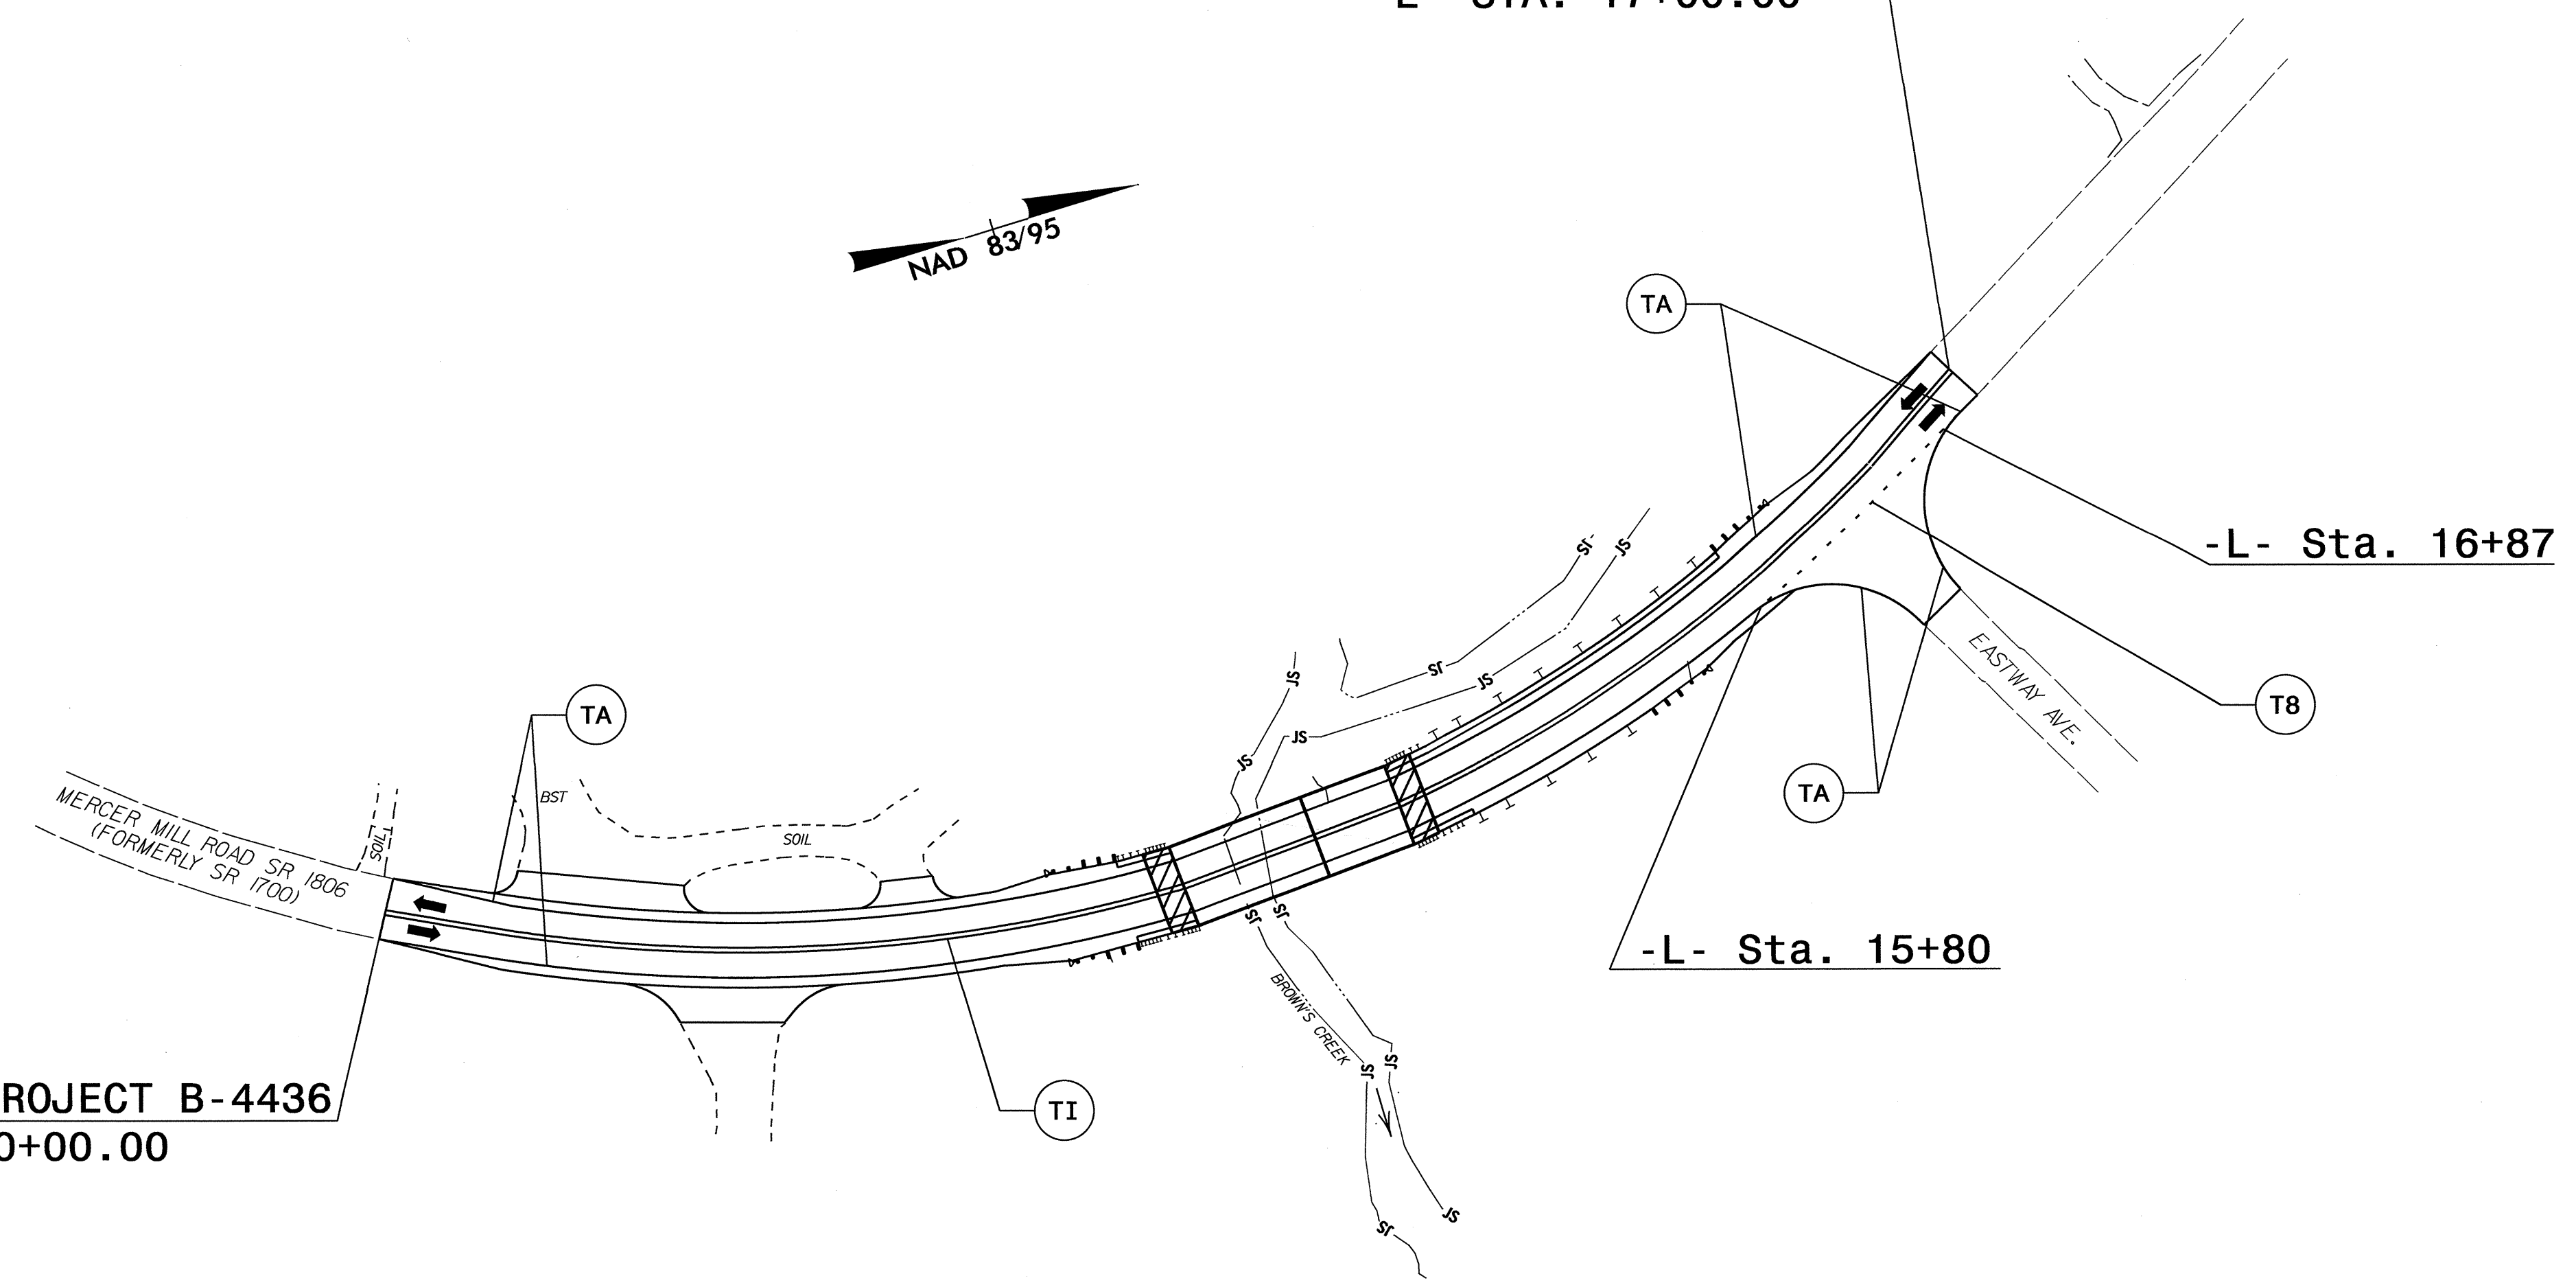 NAD 83/95
TA
-L- Sta. 16+87
EASTWAY AVE.
T8
TA
TA
JS
JS
JS
JS
JS
JS
JS
BST
SOIL
SOIL
MERCER MILL ROAD SR 1806
(FORMERLY SR 1700)
-L- Sta. 15+80
JS
JS
BROWN'S CREEK
JS
JS
TI
ROJECT B-4436
0+00.00
JS
JS